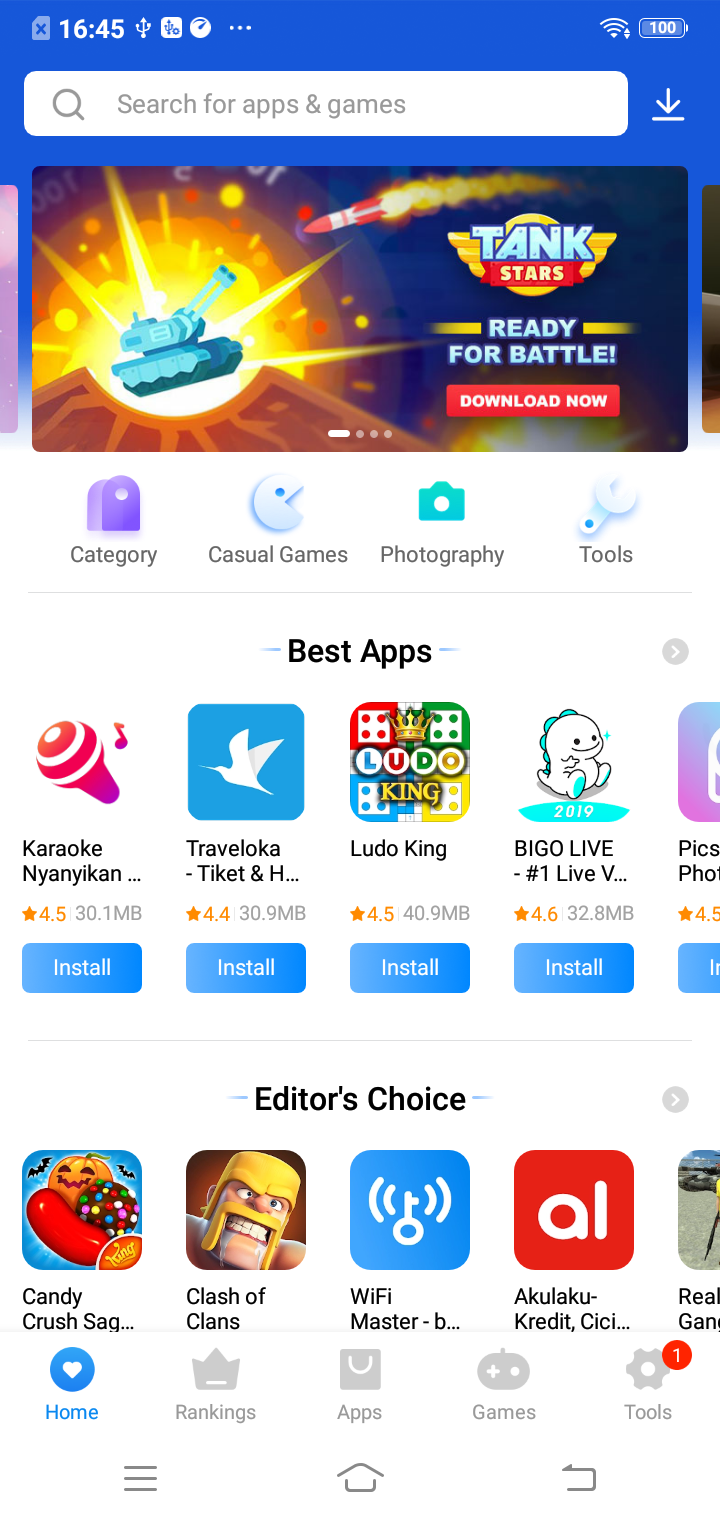 16:45
100
Search for apps & games
TANK
STARS
READY
FOR BATTLE!
DOWNLOAD NOW
Category
Casual Games
Photography
Tools
Best Apps
LUDO
KING
2019
Karaoke
Nyanyikan ...
Traveloka
- Tiket & H...
Ludo King
BIGO LIVE
- #1 Live V...
Pics
Phot
4.5 30.1MB
4.4 30.9MB
4.5 40.9MB
4.6 32.8MB
4.5
Install
Install
Install
Install
Editor's Choice
King
al
Candy
Crush Sag...
Clash of
Clans
WiFi
Master - b...
Akulaku-
Kredit, Cici...
Real
Gang
1
Home
Rankings
Apps
Games
Tools